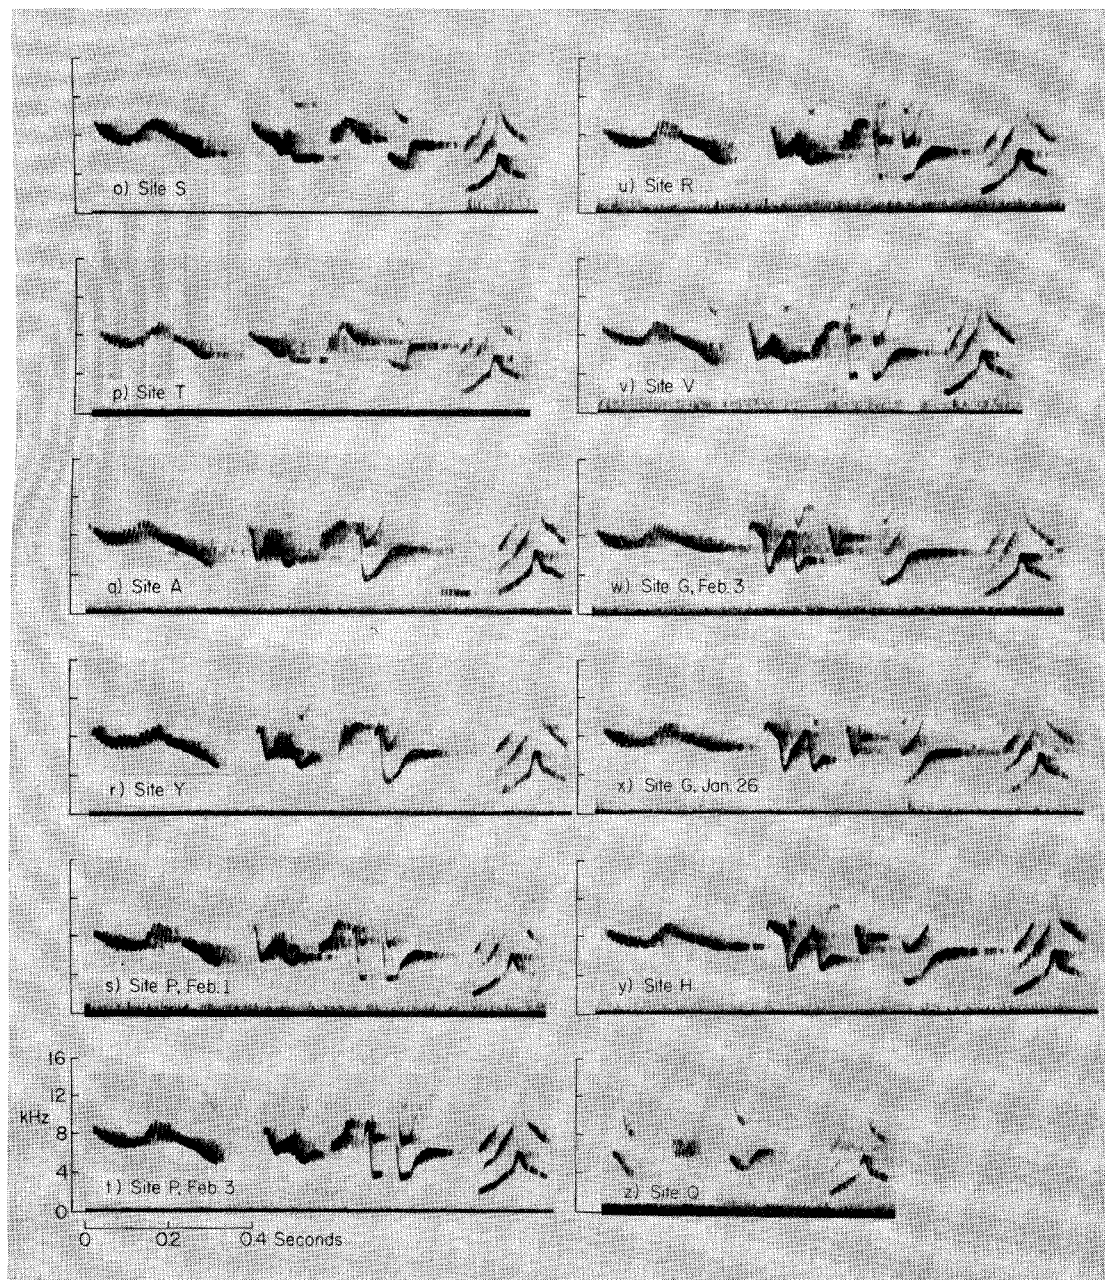 o) Site S
u) Site R
p) Site T
v) Site V
q) Site A
w) Site G, Feb. 3
r) Site Y
x) Site G, Jan. 26
s) Site P, Feb. 1
y) Site H
16
12
kHz
8
4
0
t) Site P, Feb 3
z) Site Q
0 0.2 0.4 Seconds